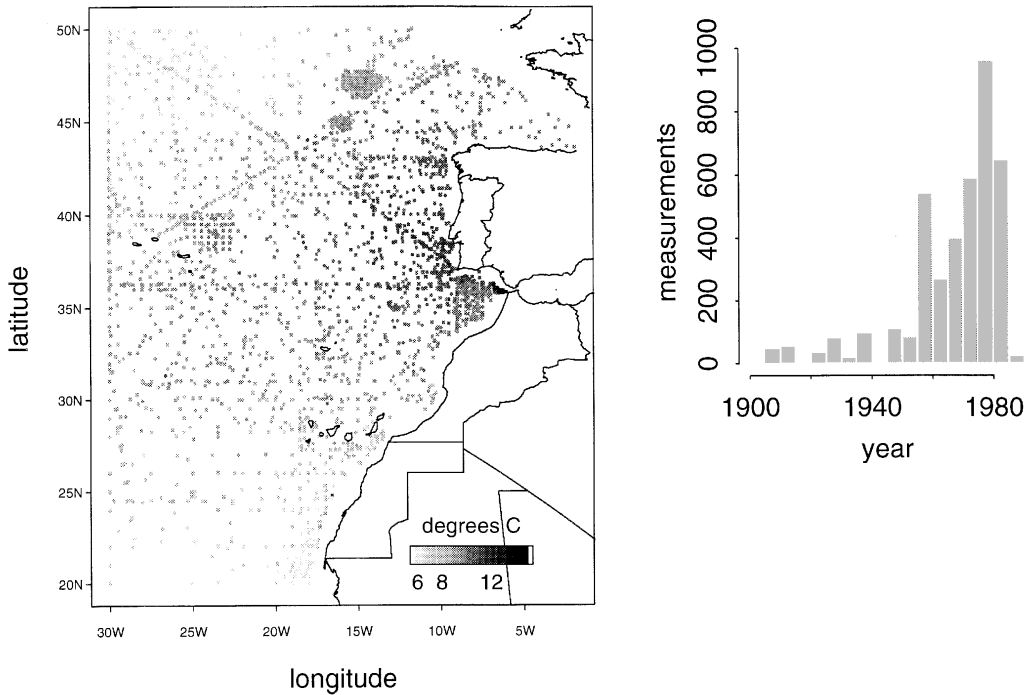 50N
45N
40N
35N
30N
25N
20N
latitude
degrees C
6 8 12
30W 25W 20W 15W 10W 5W
longitude
1000
800
600
400
200
0
measurements
1900 1940 1980
year